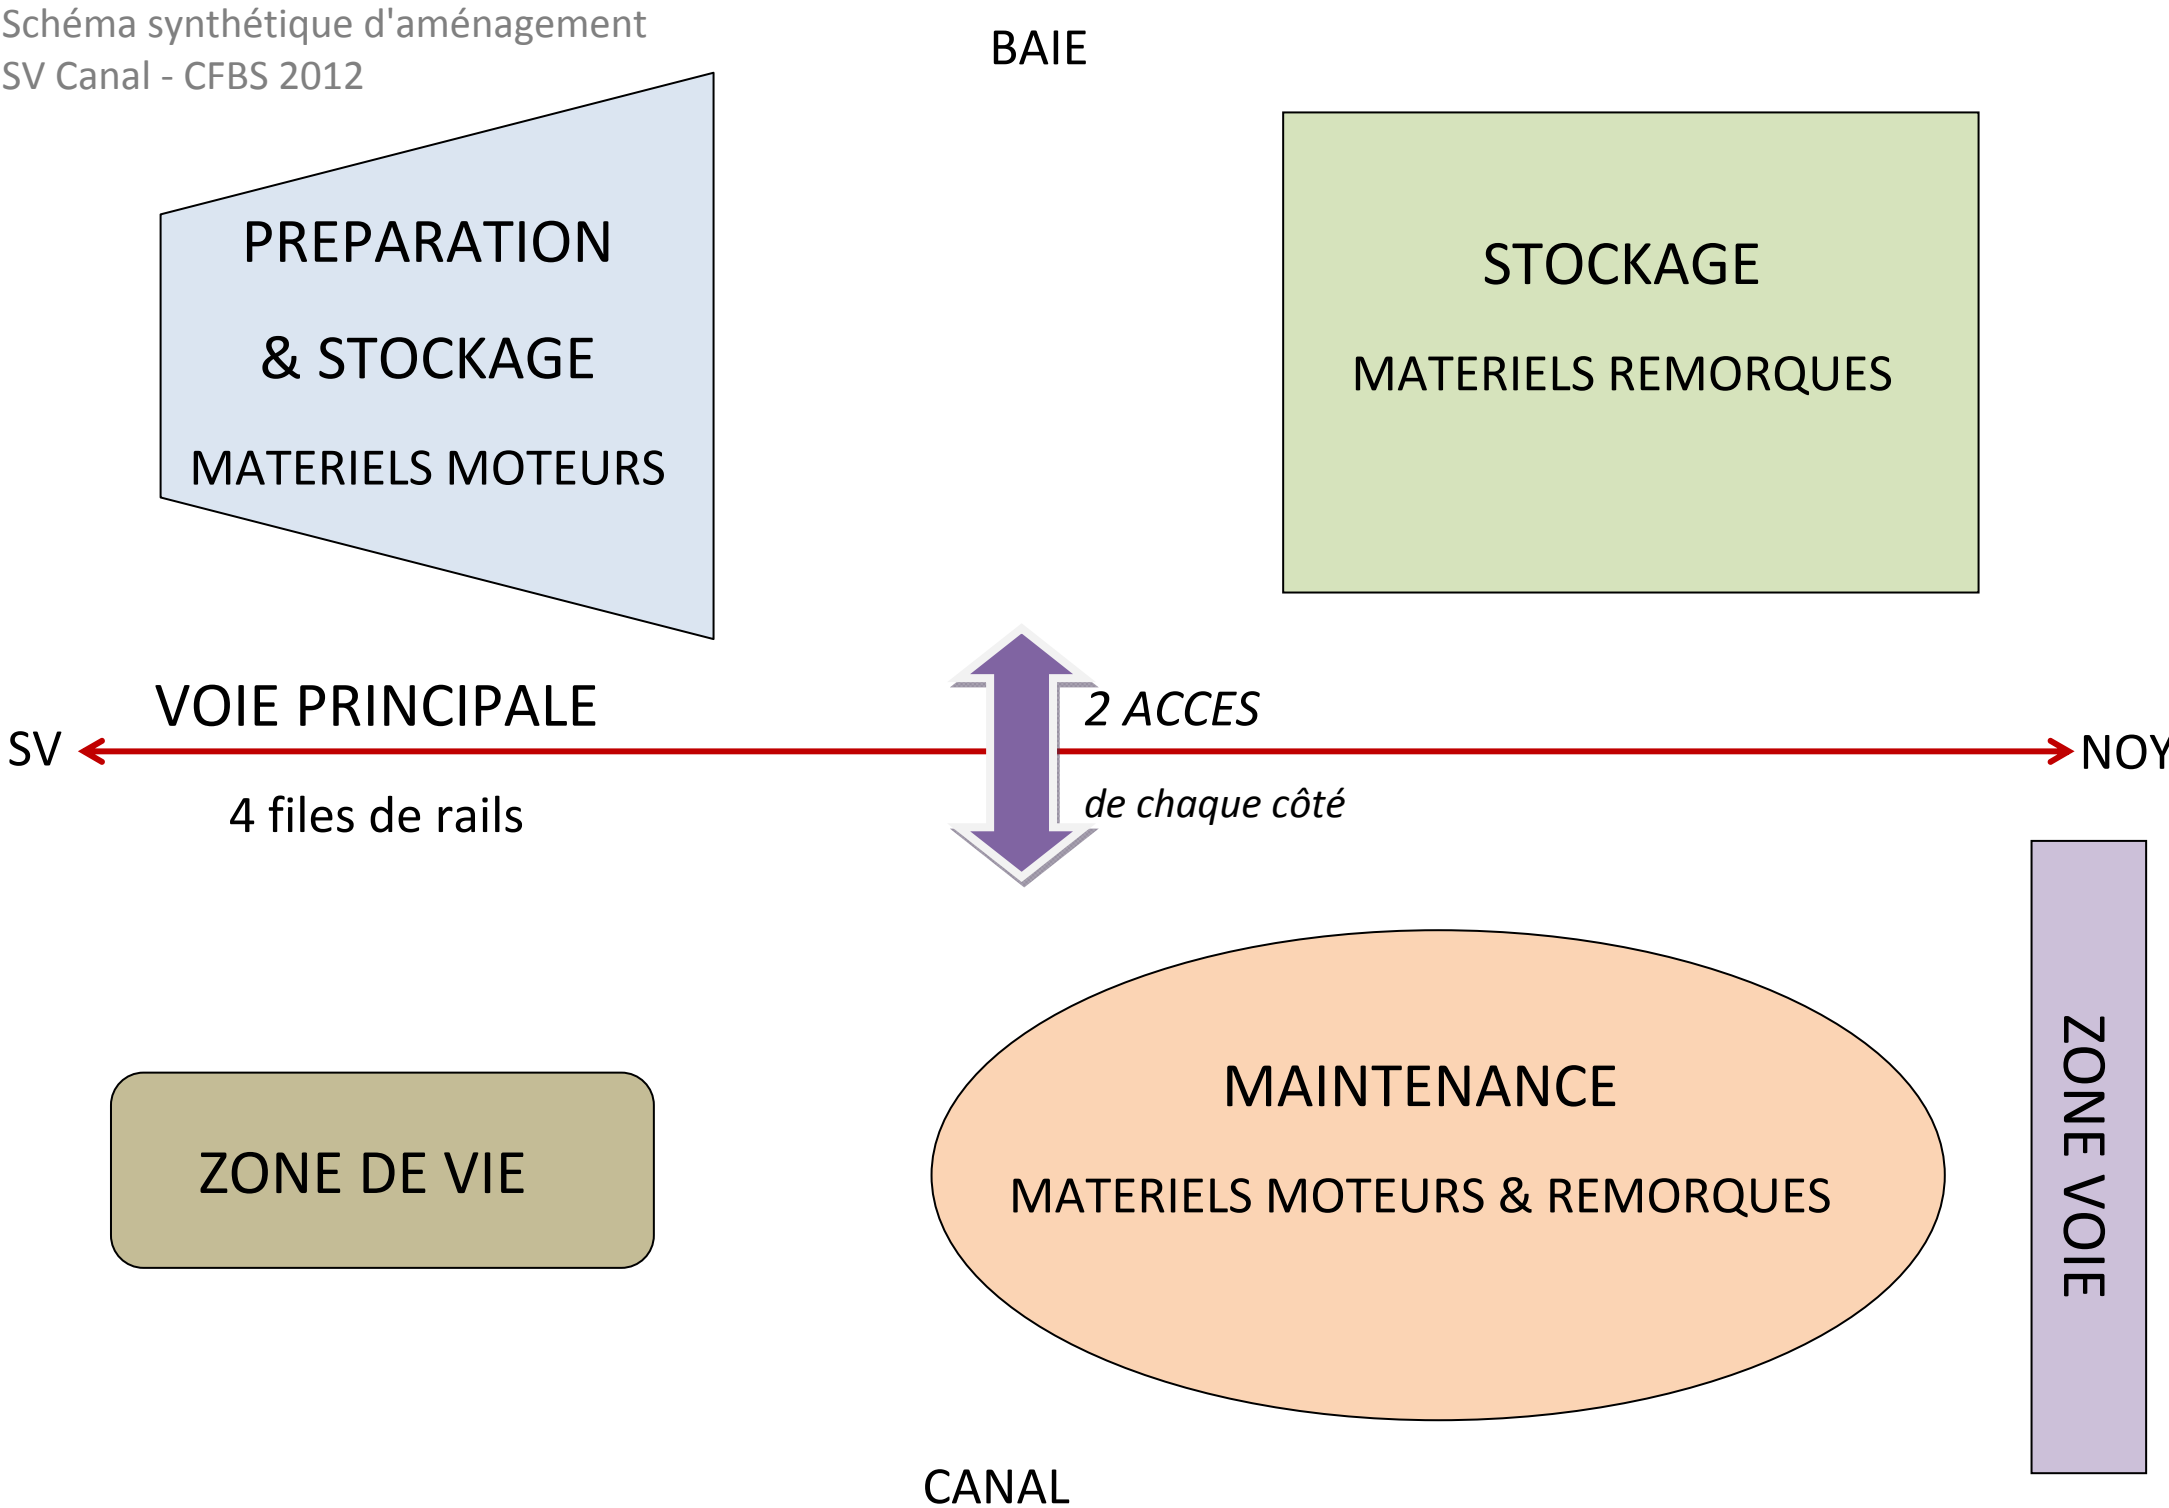 Schéma synthétique d'aménagement
SV Canal - CFBS 2012
BAIE
PREPARATION
& STOCKAGE
MATERIELS MOTEURS
STOCKAGE
MATERIELS REMORQUES
VOIE PRINCIPALE
2 ACCES
SV
NOY
4 files de rails
de chaque côté
ZONE DE VIE
MAINTENANCE
MATERIELS MOTEURS & REMORQUES
ZONE VOIE
CANAL